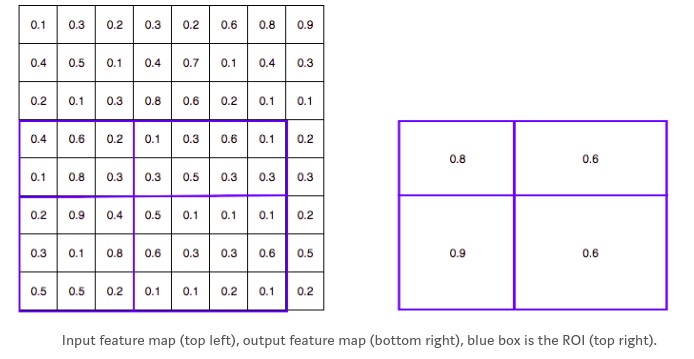 0.1 0.3 0.2 0.3 0.2 0.6 0.8 0.9
0.4 0.5 0.1 0.4 0.7 0.1 0.4 0.3
0.2 0.1 0.3 0.8 0.6 0.2 0.1 0.1
0.4 0.6 0.2 0.1 0.3 0.6 0.1 0.2
0.1 0.8 0.3 0.3 0.5 0.3 0.3 0.3
0.2 0.9 0.4 0.5 0.1 0.1 0.1 0.2
0.3 0.1 0.8 0.6 0.3 0.3 0.6 0.5
0.5 0.5 0.2 0.1 0.1 0.2 0.1 0.2
0.8 0.6
0.9 0.6
Input feature map (top left), output feature map (bottom right), blue box is the ROI (top right).